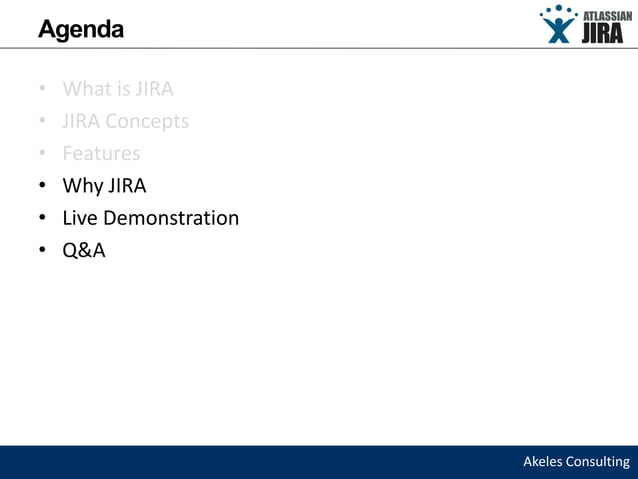 Agenda
ATLASSIAN
JIRA
• What is JIRA
• JIRA Concepts
• Features
• Why JIRA
• Live Demonstration
• Q&A
Akeles Consulting